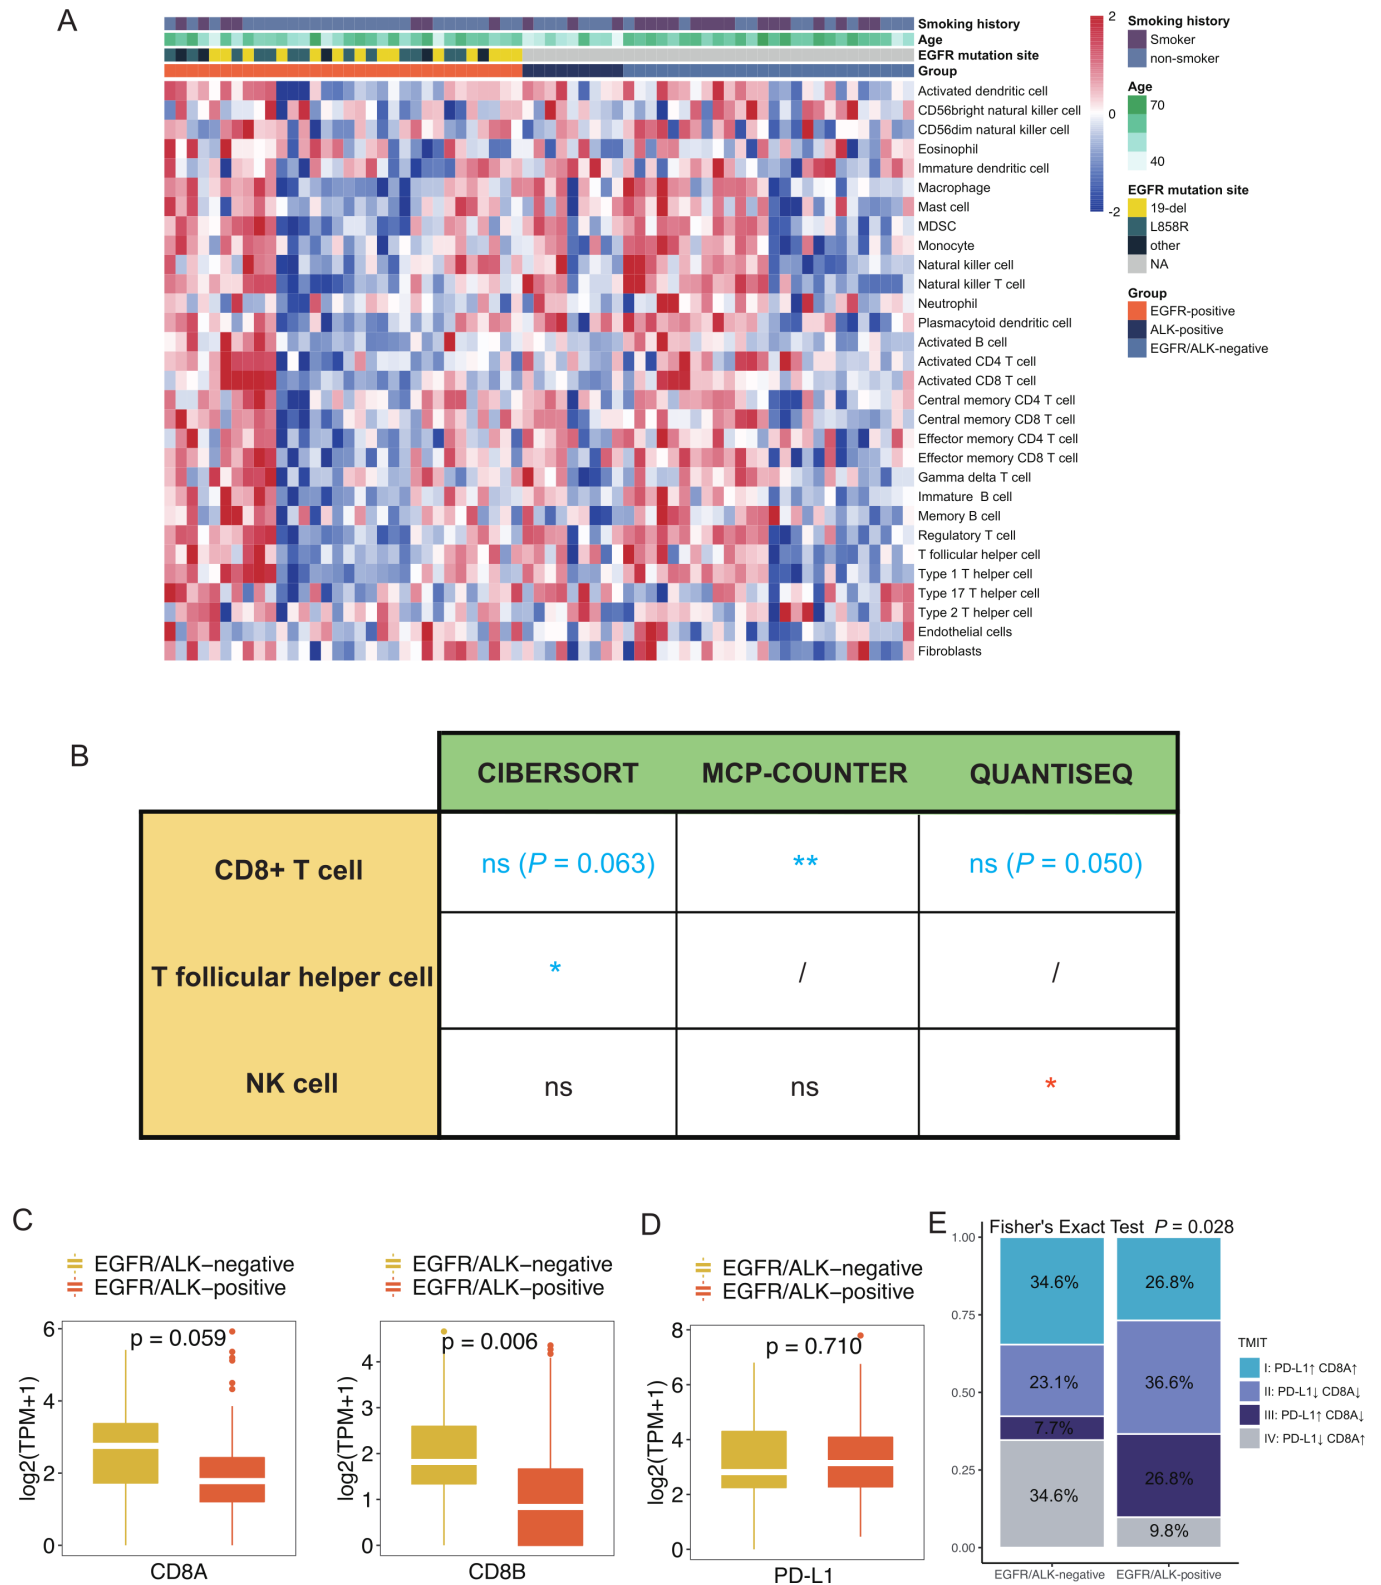 A
Smoking history
Age
EGFR mutation site
Group
Activated dendritic cell
CD56bright natural killer cell
CD56dim natural killer cell
Eosinophil
Immature dendritic cell
Macrophage
Mast cell
MDSC
Monocyte
Natural killer cell
Natural killer T cell
Neutrophil
Plasmacytoid dendritic cell
Activated B cell
Activated CD4 T cell
Activated CD8 T cell
Central memory CD4 T cell
Central memory CD8 T cell
Effector memory CD4 T cell
Effector memory CD8 T cell
Gamma delta T cell
Immature B cell
Memory B cell
Regulatory T cell
T follicular helper cell
Type 1 T helper cell
Type 17 T helper cell
Type 2 T helper cell
Endothelial cells
Fibroblasts
2
0
-2
Smoking history
Smoker
non-smoker
Age
70
40
EGFR mutation site
19-del
L858R
other
NA
Group
EGFR-positive
ALK-positive
EGFR/ALK-negative
B
CIBERSORT MCP-COUNTER QUANTISEQ
CD8+ T cell ns (P = 0.063) ** ns (P = 0.050)
T follicular helper cell * / /
NK cell ns ns *
C
EGFR/ALK−negative
EGFR/ALK−positive
p = 0.059
6
4
2
0
log2(TPM+1)
CD8A
EGFR/ALK−negative
EGFR/ALK−positive
p = 0.006
4
3
2
1
0
log2(TPM+1)
CD8B
D
EGFR/ALK−negative
EGFR/ALK−positive
p = 0.710
8
6
4
2
0
log2(TPM+1)
PD-L1
E
Fisher's Exact Test P = 0.028
1.00
0.75
0.50
0.25
0.00
34.6%
23.1%
7.7%
34.6%
26.8%
36.6%
26.8%
9.8%
EGFR/ALK-negative EGFR/ALK-positive
TMIT
I: PD-L1↑ CD8A↑
II: PD-L1↓ CD8A↓
III: PD-L1↑ CD8A↓
IV: PD-L1↓ CD8A↑